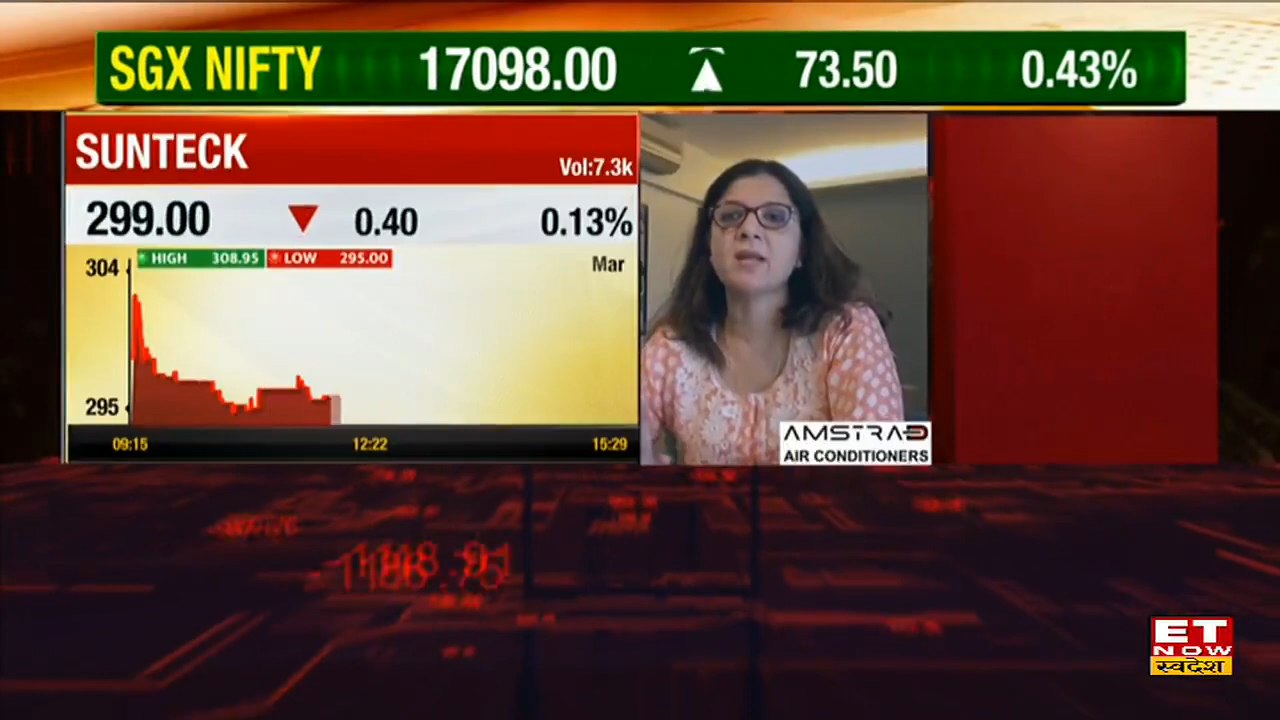 SGX NIFTY 17098.00 73.50 0.43%
SUNTECK
Vol:7.3k
299.00 0.40 0.13%
HIGH 308.95 LOW 295.00
Mar
304
295
09:15 12:22 15:29
AMSTRAD
AIR CONDITIONERS
ET
NOW
स्वदेश